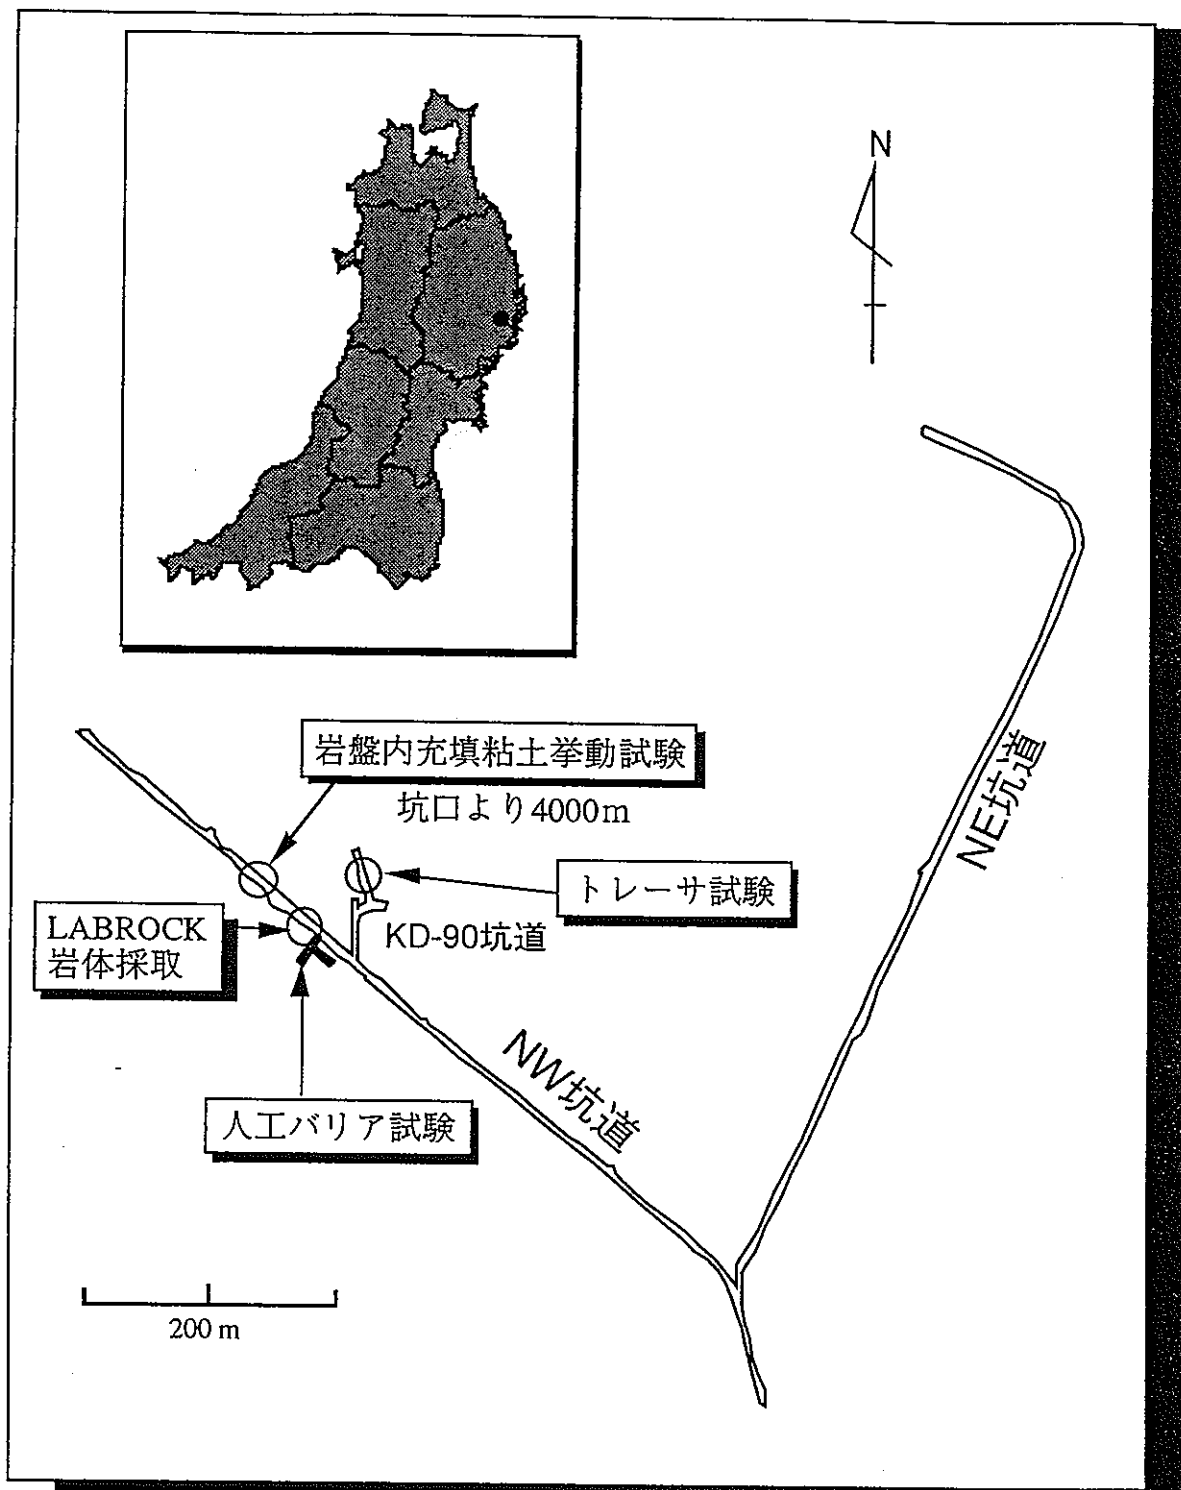 N
岩盤内充填粘土挙動試験
坑口より4000m
トレーサ試験
LABROCK
岩体採取
KD-90坑道
人工バリア試験
NW坑道
NE坑道
200 m